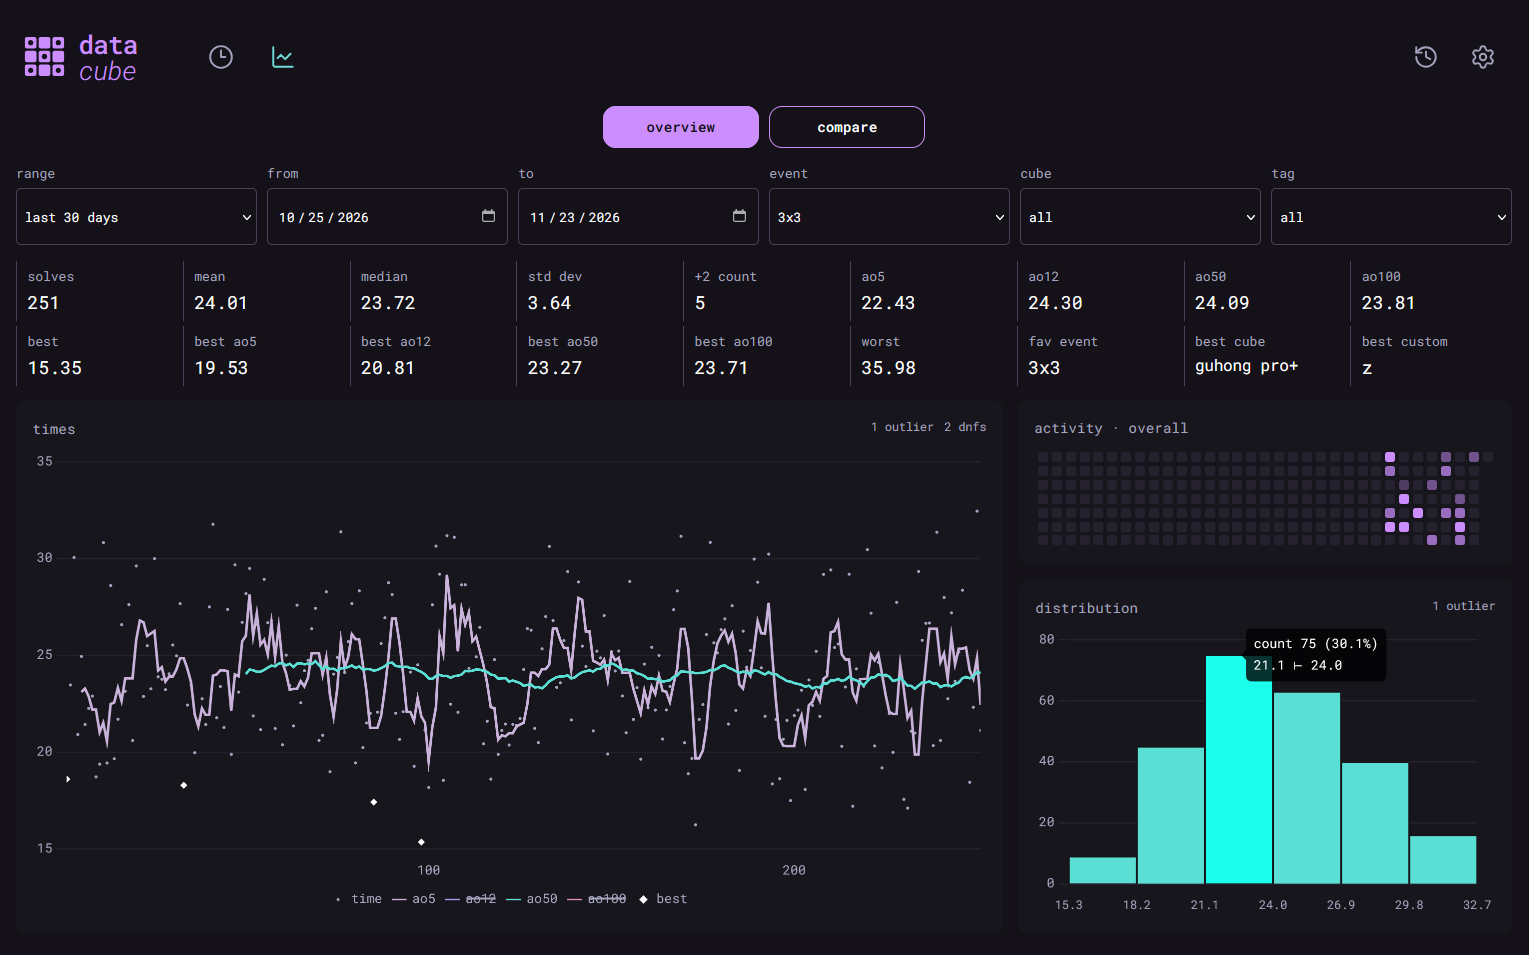 data
cube
overview
compare
range
from
to
event
cube
tag
last 30 days
10/25/2026
11/23/2026
3x3
all
all
solves
mean
median
std dev
+2 count
ao5
ao12
ao50
ao100
251
24.01
23.72
3.64
5
22.43
24.30
24.09
23.81
best
best ao5
best ao12
best ao50
best ao100
worst
fav event
best cube
best custom
15.35
19.53
20.81
23.27
23.71
35.98
3x3
guhong pro+
z
times
1 outlier 2 dnfs
35
30
25
20
15
100
200
time
ao5
ao12
ao50
ao100
best
activity · overall
distribution
1 outlier
80
60
40
20
0
count 75 (30.1%)
21.1 ⊢ 24.0
15.3
18.2
21.1
24.0
26.9
29.8
32.7